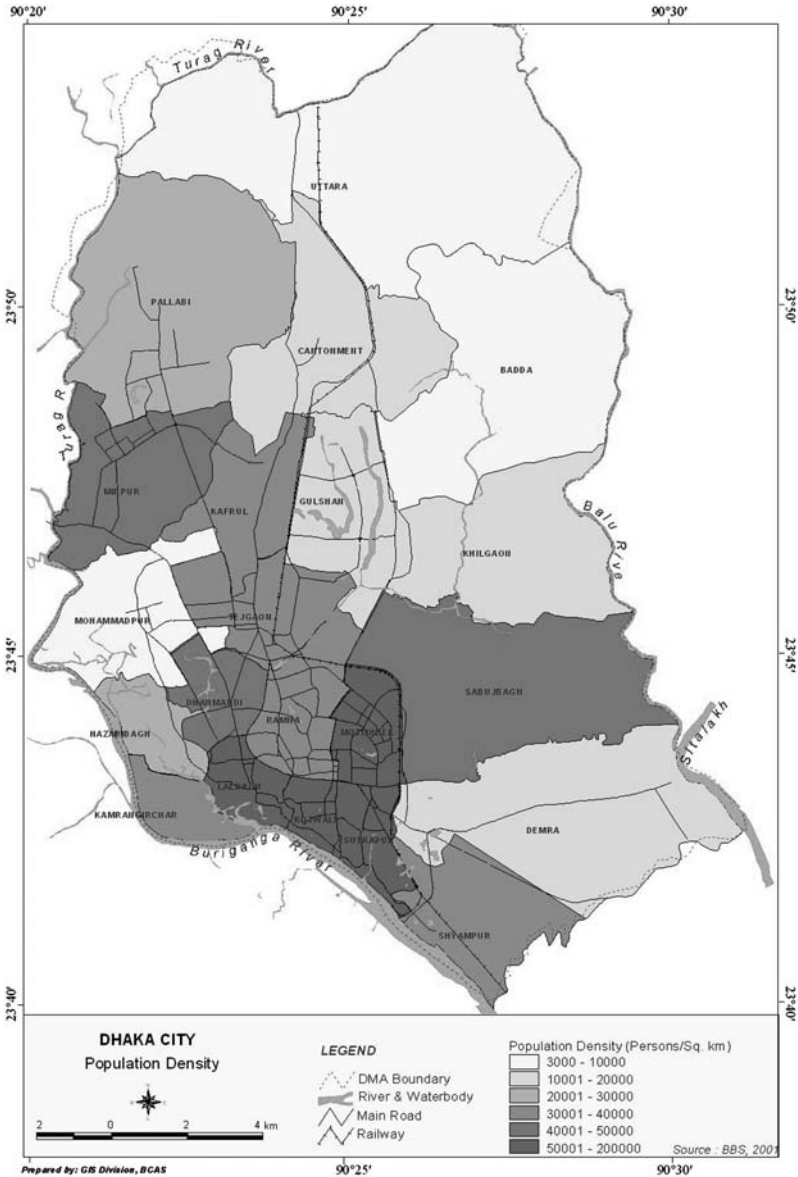 90°20' 90°25' 90°30'
Turag River
UTTARA
23°50' 23°50'
PALLABI
CANTONMENT
BADDA
Turag R
MIRPUR
KAFRUL
GULSHAN
Balu Rive
KHILGAON
MOHAMMADPUR
TEJGAON
23°45' 23°45'
DHANMANDI
SABUJBAGH
RAMNA
HAZARIBAGH
MOTIJHEEL
Sitalakh
LALBAGH
KAMRANGIRCHAR
KOTWALI
DEMRA
SUTRAPUR
Buriganga River
SHYAMPUR
23°40' 23°40'
DHAKA CITY
Population Density
2 0 2 4 km
LEGEND
DMA Boundary
River & Waterbody
Main Road
Railway
Population Density (Persons/Sq. km)
3000 - 10000
10001 - 20000
20001 - 30000
30001 - 40000
40001 - 50000
50001 - 200000
Source : BBS, 2001
Prepared by: GIS Division, BCAS
90°25' 90°30'